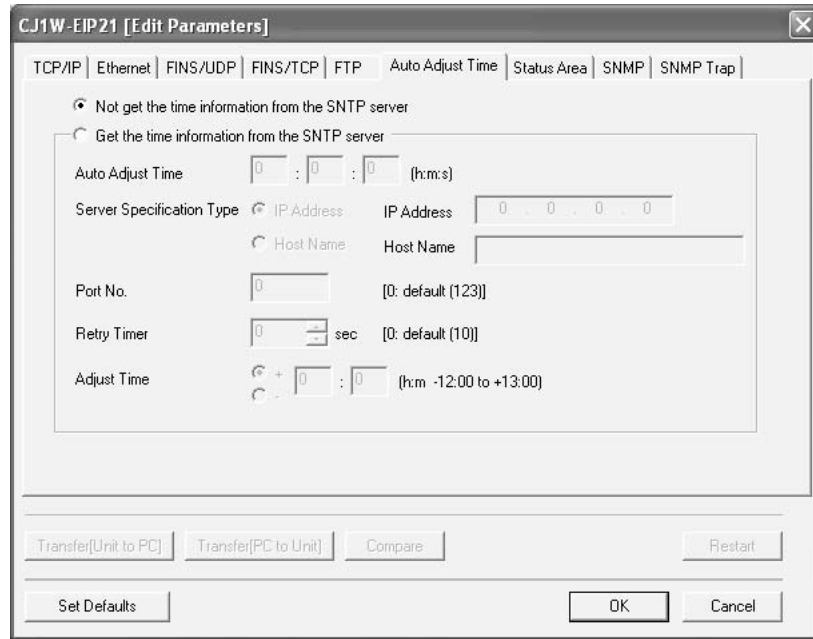 CJ1W-EIP21 [Edit Parameters]
TCP/IP Ethernet FINS/UDP FINS/TCP FTP Auto Adjust Time Status Area SNMP SNMP Trap
Not get the time information from the SNTP server
Get the time information from the SNTP server
Auto Adjust Time 0 : 0 : 0 (h:m:s)
Server Specification Type IP Address IP Address 0 . 0 . 0 . 0
Host Name Host Name
Port No. 0 [0: default (123)]
Retry Timer 0 sec [0: default (10)]
Adjust Time + 0 : 0 (h:m -12:00 to +13:00)
-
Transfer[Unit to PC] Transfer[PC to Unit] Compare Restart
Set Defaults OK Cancel